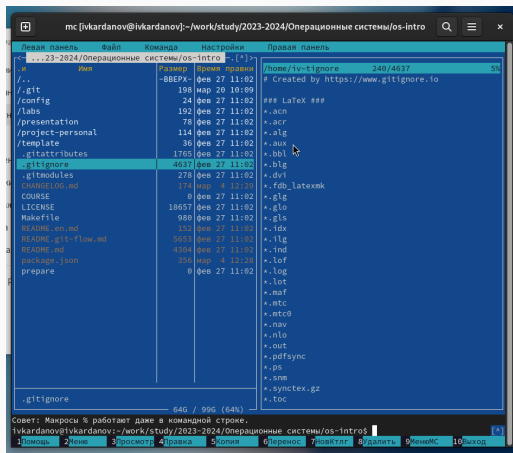 mc [ivkardanov@ivkardanov]:~/work/study/2023-2024/Операционные системы/os-intro
Левая панель Файл Команда Настройки Правая панель
<- ...23-2024/Операционные системы/os-intro -.[^]>
.и Имя Размер Время правки
/.. -ВВЕРХ- фев 27 11:02
/.git 198 мар 20 10:09
/config 24 фев 27 11:02
/labs 192 фев 27 11:02
/presentation 78 фев 27 11:02
/project-personal 114 фев 27 11:02
/template 36 фев 27 11:02
.gitattributes 1765 фев 27 11:02
.gitignore 4637 фев 27 11:02
.gitmodules 278 фев 27 11:02
CHANGELOG.md 174 мар 4 12:20
COURSE 0 фев 27 11:02
LICENSE 18657 фев 27 11:02
Makefile 980 фев 27 11:02
README.en.md 152 фев 27 11:02
README.git-flow.md 5653 фев 27 11:02
README.md 4304 фев 27 11:02
package.json 356 мар 4 12:20
prepare 0 фев 27 11:02
.gitignore
64G / 99G (64%)
/home/iv~tignore 240/4637 5%
# Created by https://www.gitignore.io
### LaTeX ###
*.acn
*.acr
*.alg
*.aux
*.bbl
*.blg
*.dvi
*.fdb_latexmk
*.glg
*.glo
*.gls
*.idx
*.ilg
*.ind
*.lof
*.log
*.lot
*.maf
*.mtc
*.mtc0
*.nav
*.nlo
*.out
*.pdfsync
*.ps
*.snm
*.synctex.gz
*.toc
Совет: Макросы % работают даже в командной строке.
ivkardanov@ivkardanov:~/work/study/2023-2024/Операционные системы/os-intro$ [^]
1Помощь 2Меню 3Просмотр 4Правка 5Копия 6Перенос 7НовКтлг 8Удалить 9МенюMC 10Выход